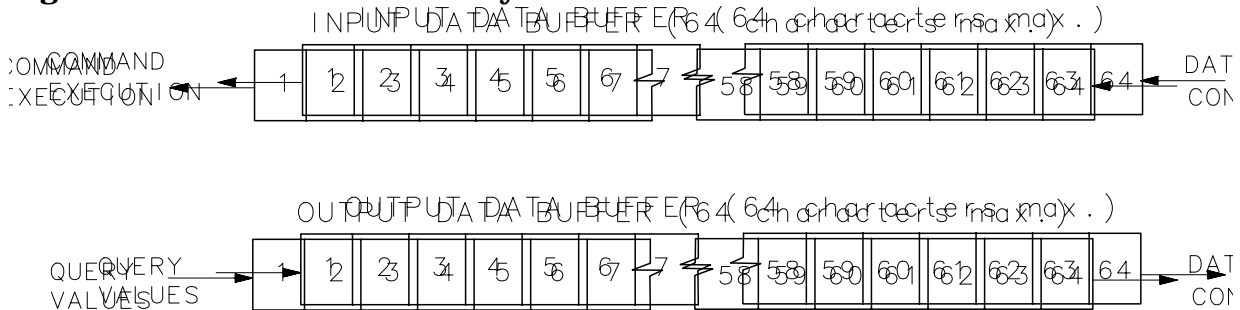 INPUT DATA BUFFER (64 characters max.)
COMMAND
EXECUTION
1 2 3 4 5 6 7 58 59 60 61 62 63 64
DAT
CON
OUTPUT DATA BUFFER (64 characters max.)
QUERY
VALUES
1 2 3 4 5 6 7 58 59 60 61 62 63 64
DAT
CON